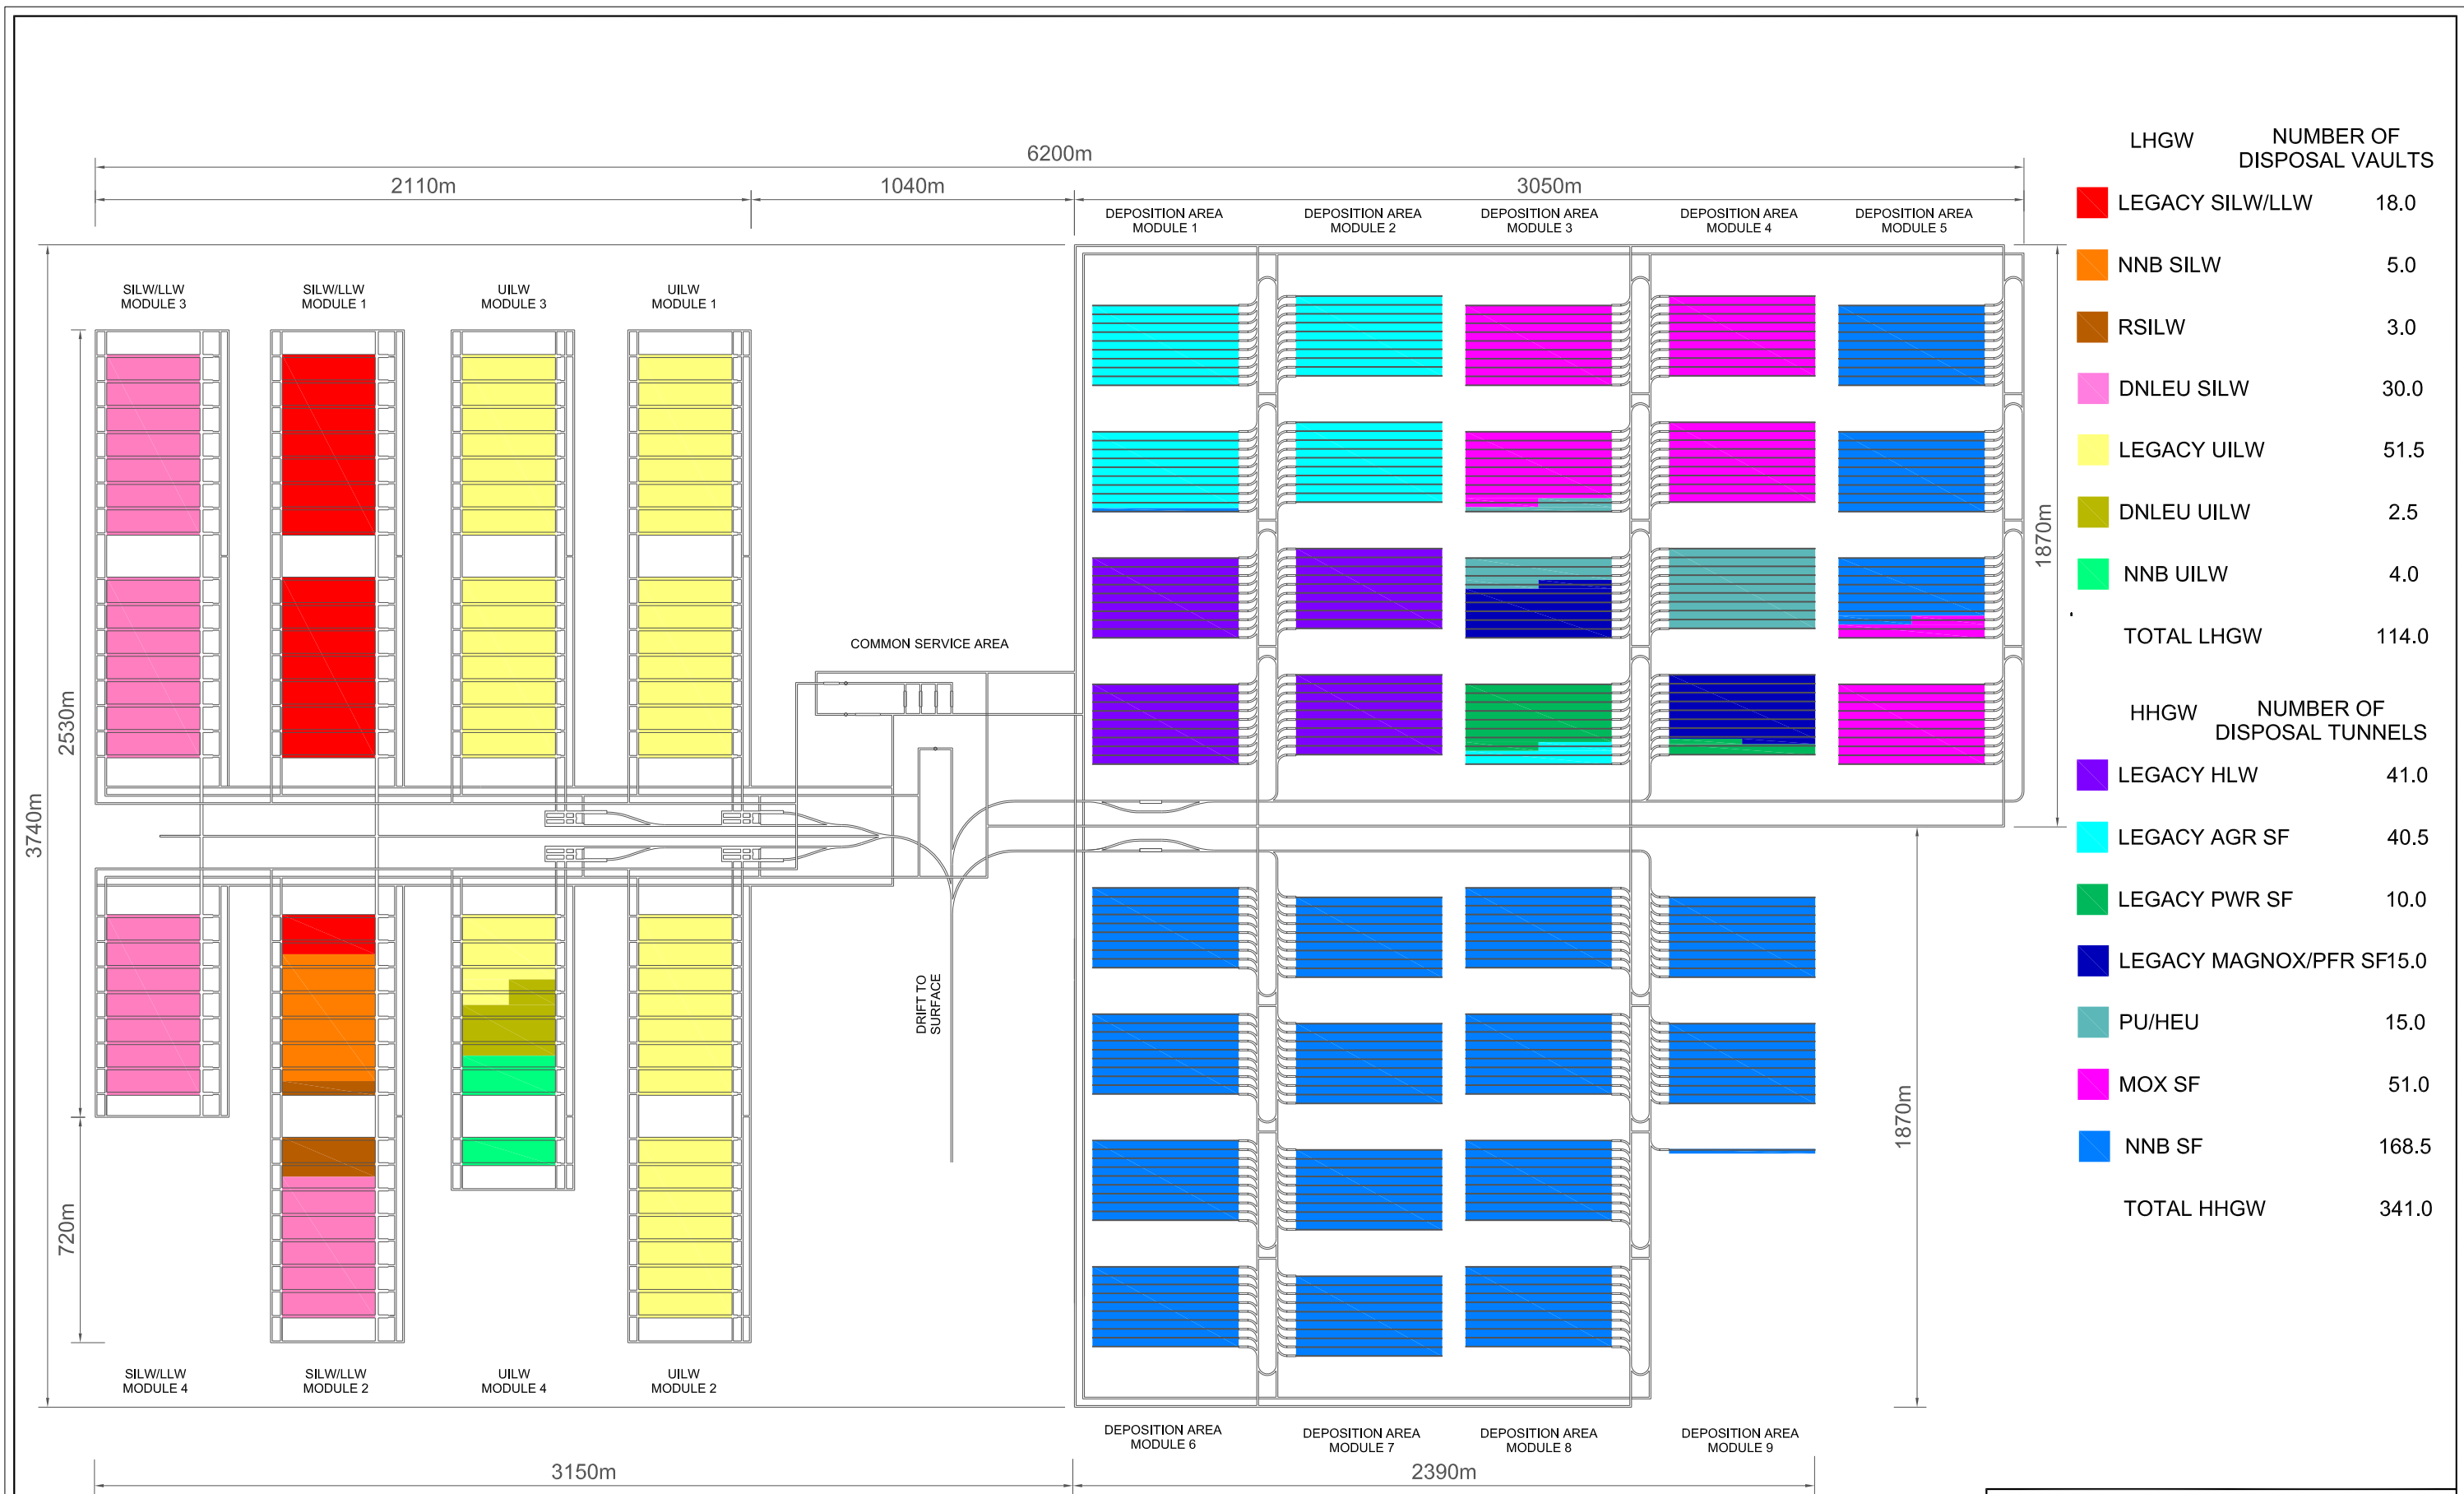 6200m
2110m
1040m
3050m
DEPOSITION AREA
MODULE 1
DEPOSITION AREA
MODULE 2
DEPOSITION AREA
MODULE 3
DEPOSITION AREA
MODULE 4
DEPOSITION AREA
MODULE 5
SILW/LLW
MODULE 3
SILW/LLW
MODULE 1
UILW
MODULE 3
UILW
MODULE 1
COMMON SERVICE AREA
2530m
3740m
720m
1870m
1870m
DRIFT TO
SURFACE
SILW/LLW
MODULE 4
SILW/LLW
MODULE 2
UILW
MODULE 4
UILW
MODULE 2
DEPOSITION AREA
MODULE 6
DEPOSITION AREA
MODULE 7
DEPOSITION AREA
MODULE 8
DEPOSITION AREA
MODULE 9
3150m
2390m
LHGW NUMBER OF
DISPOSAL VAULTS
LEGACY SILW/LLW 18.0
NNB SILW 5.0
RSILW 3.0
DNLEU SILW 30.0
LEGACY UILW 51.5
DNLEU UILW 2.5
NNB UILW 4.0
TOTAL LHGW 114.0
HHGW NUMBER OF
DISPOSAL TUNNELS
LEGACY HLW 41.0
LEGACY AGR SF 40.5
LEGACY PWR SF 10.0
LEGACY MAGNOX/PFR SF15.0
PU/HEU 15.0
MOX SF 51.0
NNB SF 168.5
TOTAL HHGW 341.0